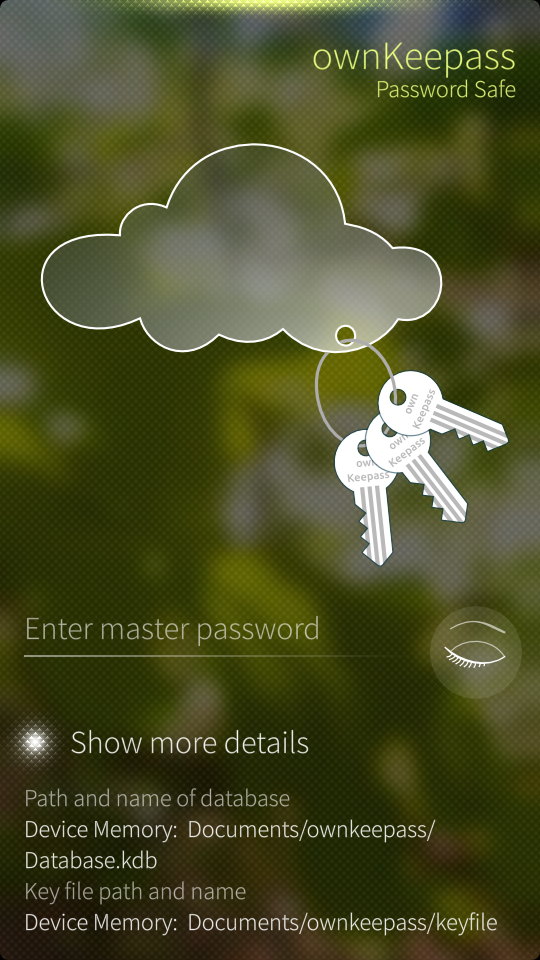 ownKeepass
Password Safe
own
Keepass
own
Keepass
own
Keepass
Enter master password
Show more details
Path and name of database
Device Memory: Documents/ownkeepass/
Database.kdb
Key file path and name
Device Memory: Documents/ownkeepass/keyfile